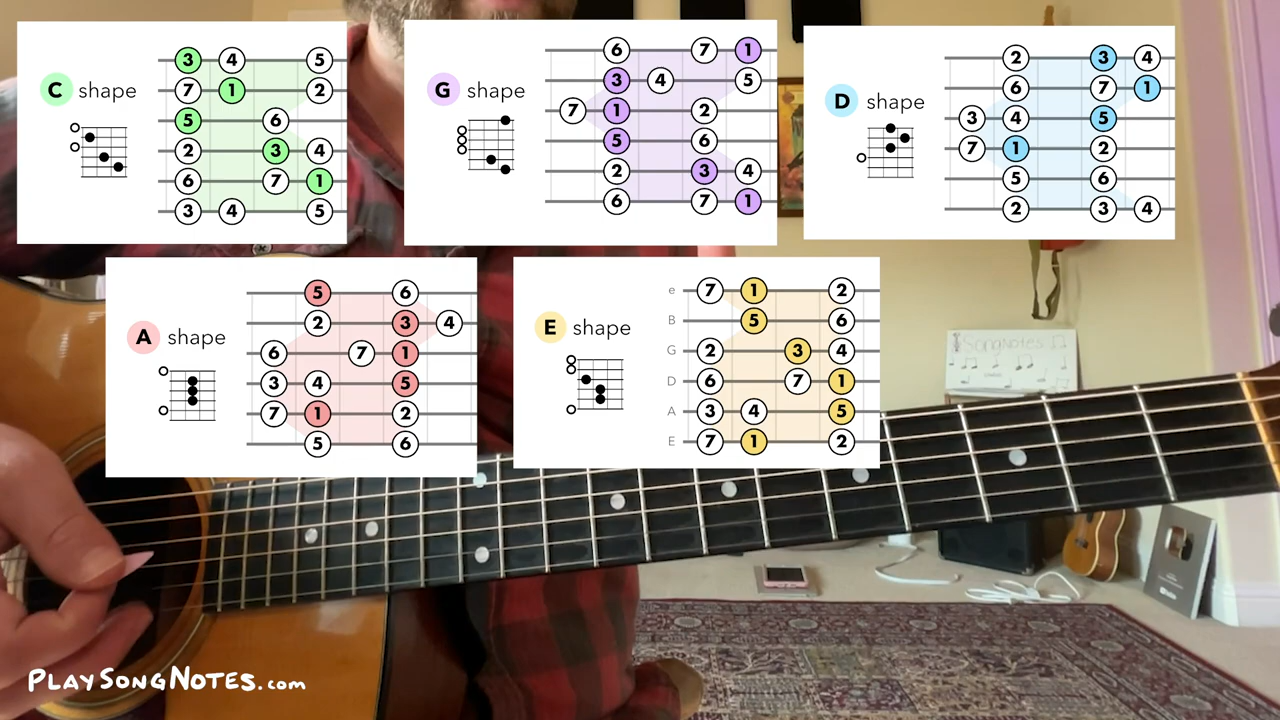 C shape
3 4 5
7 1 2
5 6
2 3 4
6 7 1
3 4 5
G shape
6 7 1
3 4 5
7 1 2
5 6
2 3 4
6 7 1
D shape
2 3 4
6 7 1
3 4 5
7 1 2
5 6
2 3 4
A shape
5 6
2 3 4
6 7 1
3 4 5
7 1 2
5 6
E shape
e 7 1 2
B 5 6
G 2 3 4
D 6 7 1
A 3 4 5
E 7 1 2
SongNotes
PLAYSONGNOTES.COM